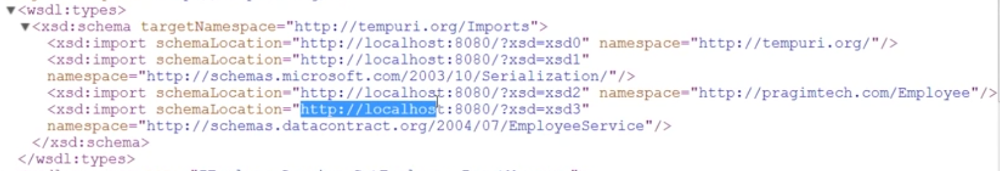 ▼<wsdl:types>
▼<xsd:schema targetNamespace="http://tempuri.org/Imports">
<xsd:import schemaLocation="http://localhost:8080/?xsd=xsd0" namespace="http://tempuri.org/"/>
<xsd:import schemaLocation="http://localhost:8080/?xsd=xsd1"
namespace="http://schemas.microsoft.com/2003/10/Serialization/"/>
<xsd:import schemaLocation="http://localhost:8080/?xsd=xsd2" namespace="http://pragimtech.com/Employee"/>
<xsd:import schemaLocation="http://localhost:8080/?xsd=xsd3"
namespace="http://schemas.datacontract.org/2004/07/EmployeeService"/>
</xsd:schema>
</wsdl:types>